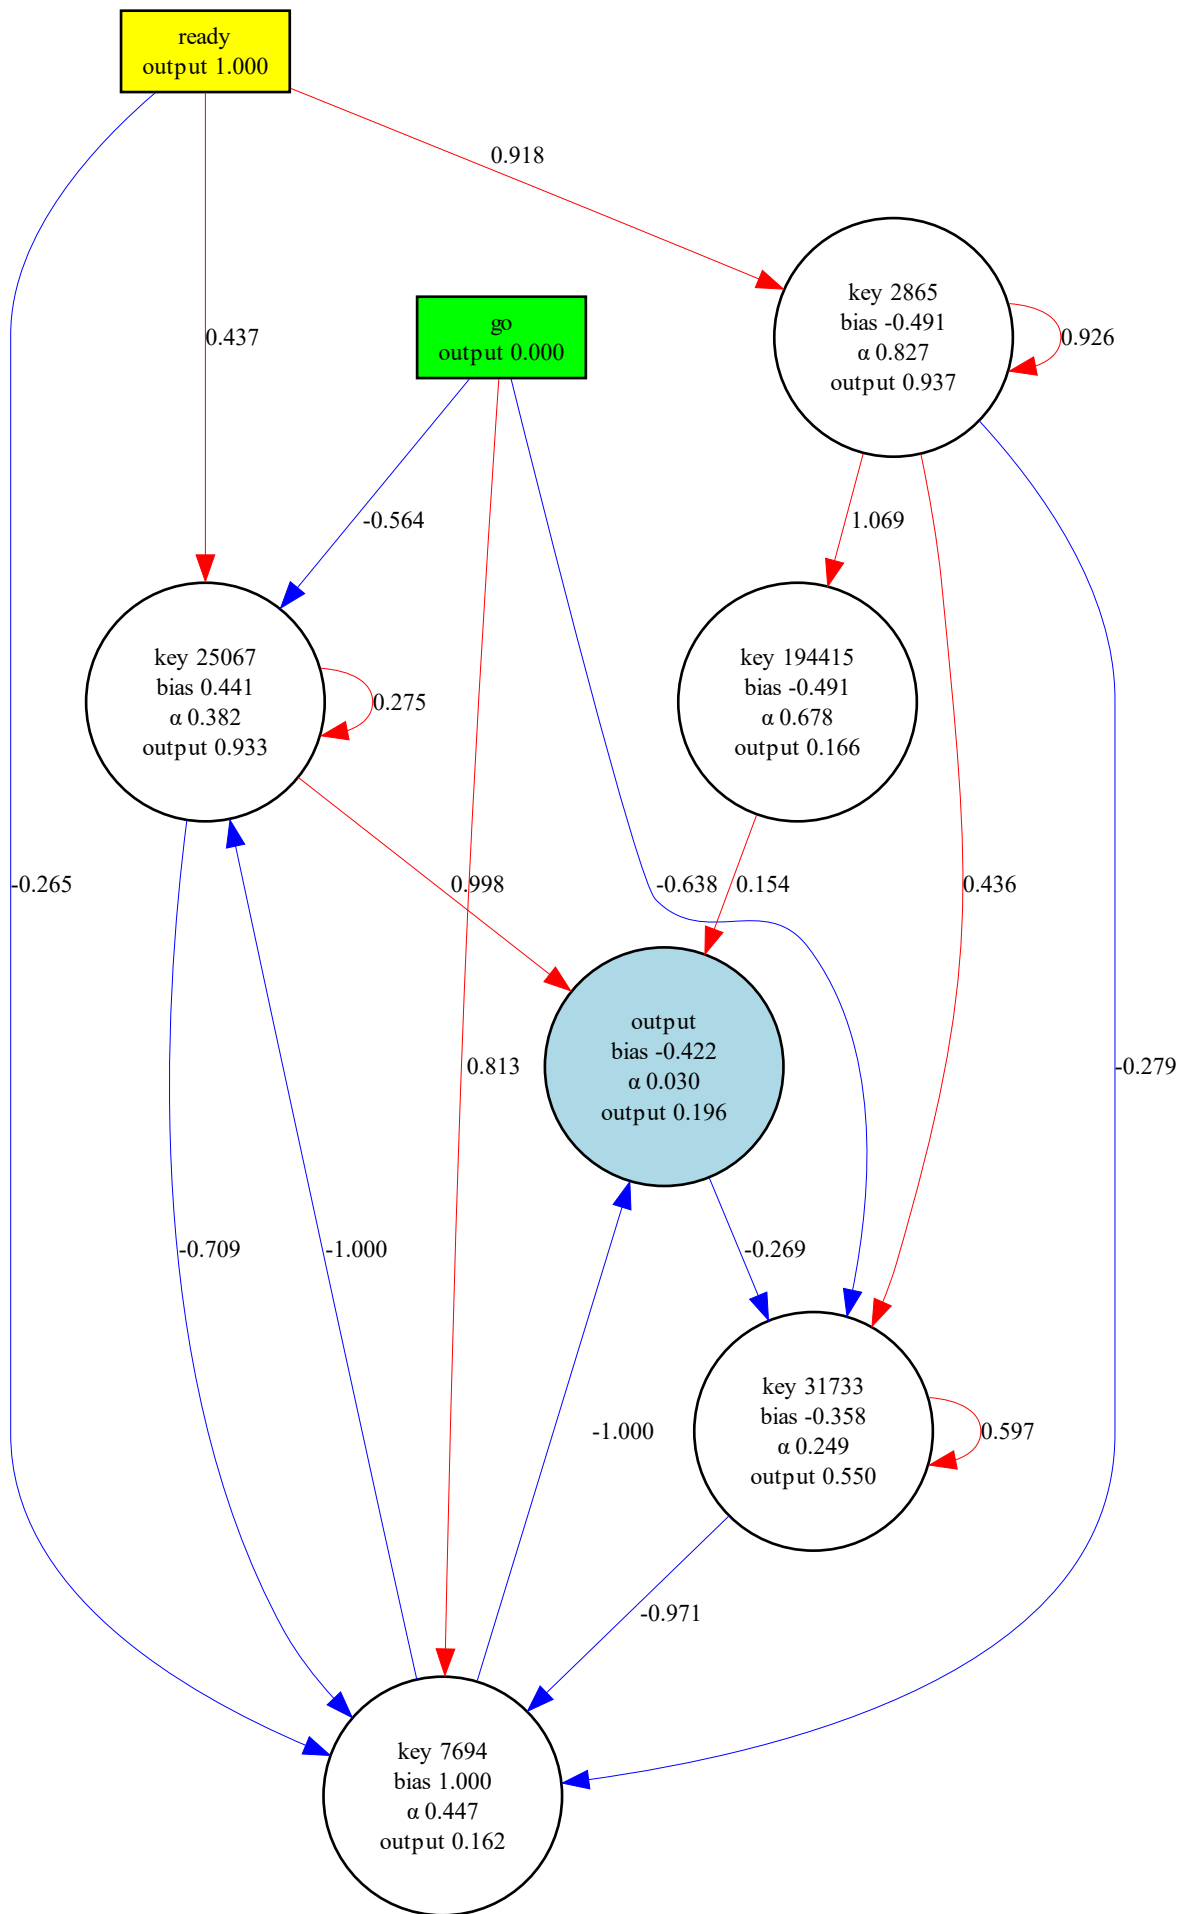 ready
output 1.000
0.918
key 2865
bias -0.491
α 0.827
output 0.937
0.926
go
output 0.000
0.437
-0.564
1.069
key 25067
bias 0.441
α 0.382
output 0.933
0.275
key 194415
bias -0.491
α 0.678
output 0.166
-0.265
0.998
-0.638
0.154
0.436
output
bias -0.422
α 0.030
output 0.196
0.813
-0.279
-0.709
-1.000
-0.269
-1.000
key 31733
bias -0.358
α 0.249
output 0.550
0.597
-0.971
key 7694
bias 1.000
α 0.447
output 0.162